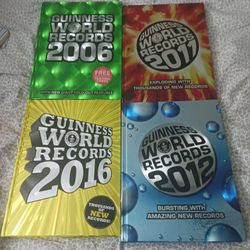 GUINNESS
WORLD
RECORDS
2006
FREE
GUINNESS
WORLD
RECORDS
2011
EXPLODING WITH
THOUSANDS OF NEW RECORDS
GUINNESS
WORLD
RECORDS
2016
THOUSANDS
OF NEW
RECORDS!
GUINNESS
WORLD
RECORDS
2012
BURSTING WITH
AMAZING NEW RECORDS